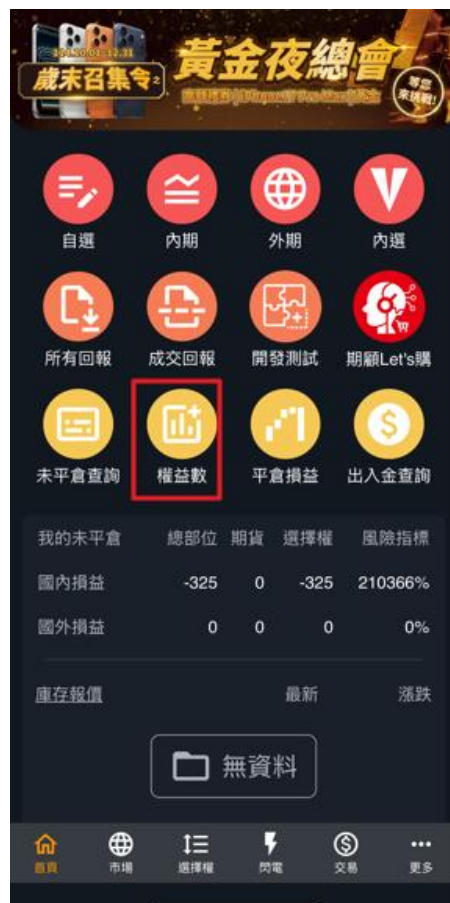 114.10.01-12.31
歲末召集令2
黃金夜總會
等您
來挑戰!
自選 內期 外期 內選
所有回報 成交回報 開發測試 期顧Let's購
未平倉查詢 權益數 平倉損益 出入金查詢
我的未平倉 總部位 期貨 選擇權 風險指標
國內損益 -325 0 -325 210366%
國外損益 0 0 0 0%
庫存報價 最新 漲跌
無資料
首頁 市場 選擇權 閃電 交易 更多